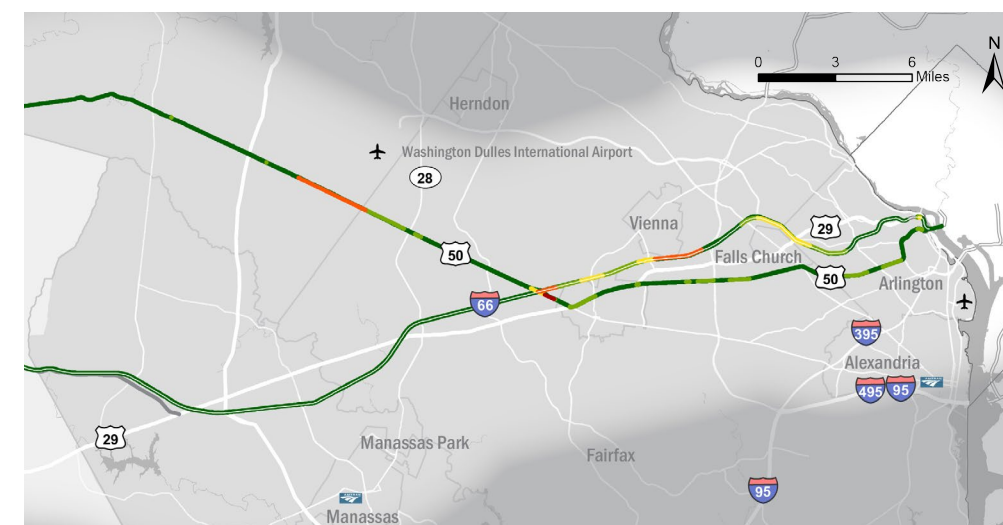 N
0 3 6
Miles
Herndon
Washington Dulles International Airport
28
Vienna
29
50
Falls Church
50
Arlington
66
395
Alexandria
495 95
29
Manassas Park
Fairfax
95
Manassas